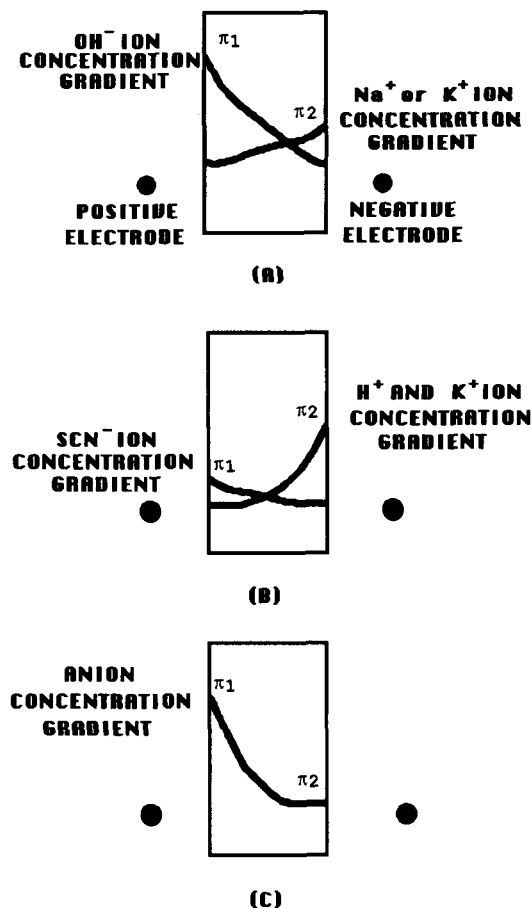 OH⁻ ION
CONCENTRATION
GRADIENT
π1
π2
Na⁺ or K⁺ ION
CONCENTRATION
GRADIENT
POSITIVE
ELECTRODE
NEGATIVE
ELECTRODE
(A)
SCN⁻ ION
CONCENTRATION
GRADIENT
π1
π2
H⁺ AND K⁺ ION
CONCENTRATION
GRADIENT
(B)
ANION
CONCENTRATION
GRADIENT
π1
π2
(C)